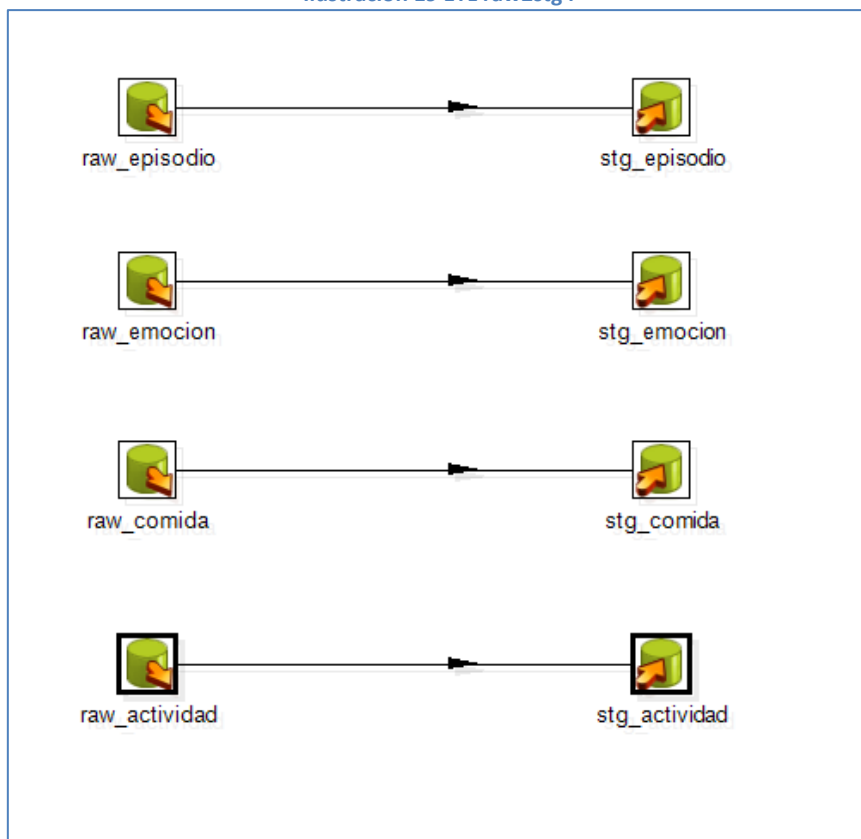 raw_episodio stg_episodio
raw_emocion stg_emocion
raw_comida stg_comida
raw_actividad stg_actividad